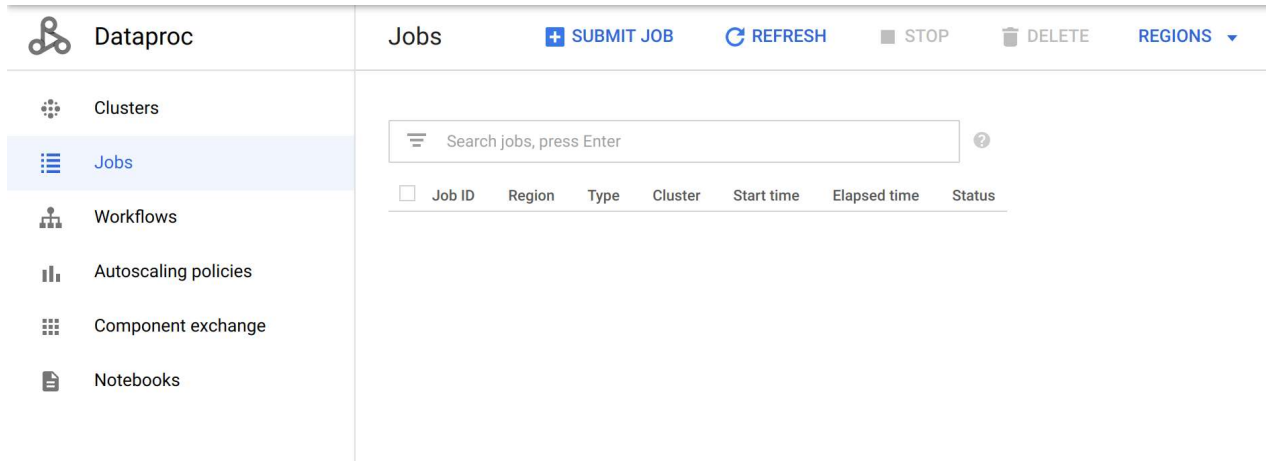 Dataproc
Jobs SUBMIT JOB REFRESH STOP DELETE REGIONS
Clusters
Jobs
Workflows
Autoscaling policies
Component exchange
Notebooks
Search jobs, press Enter
Job ID Region Type Cluster Start time Elapsed time Status